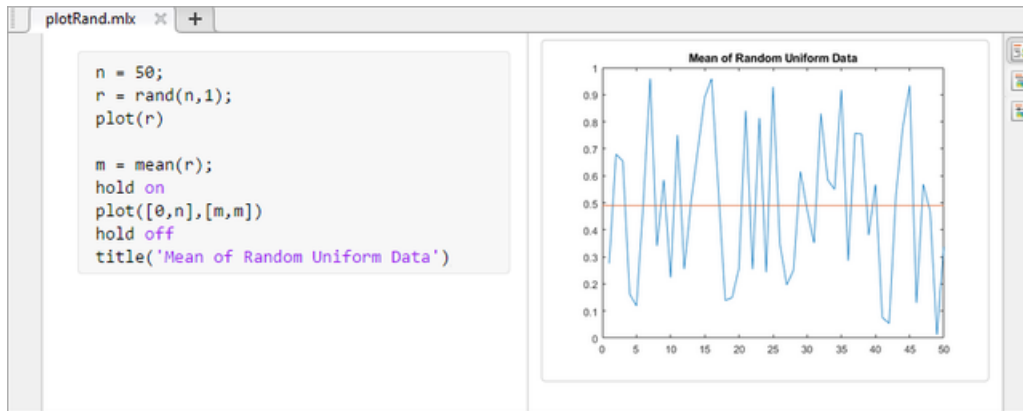 plotRand.mlx
n = 50;
r = rand(n,1);
plot(r)
m = mean(r);
hold on
plot([0,n],[m,m])
hold off
title('Mean of Random Uniform Data')
Mean of Random Uniform Data
1
0.9
0.8
0.7
0.6
0.5
0.4
0.3
0.2
0.1
0
0 5 10 15 20 25 30 35 40 45 50